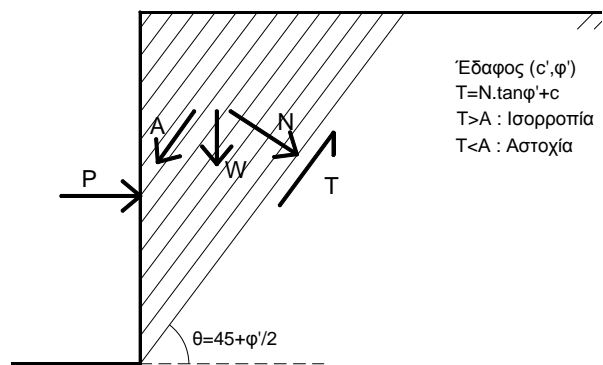 Έδαφος (c',φ')
T=N.tanφ'+c
T>A : Ισορροπία
T<A : Αστοχία
A
N
W
P
T
θ=45+φ'/2